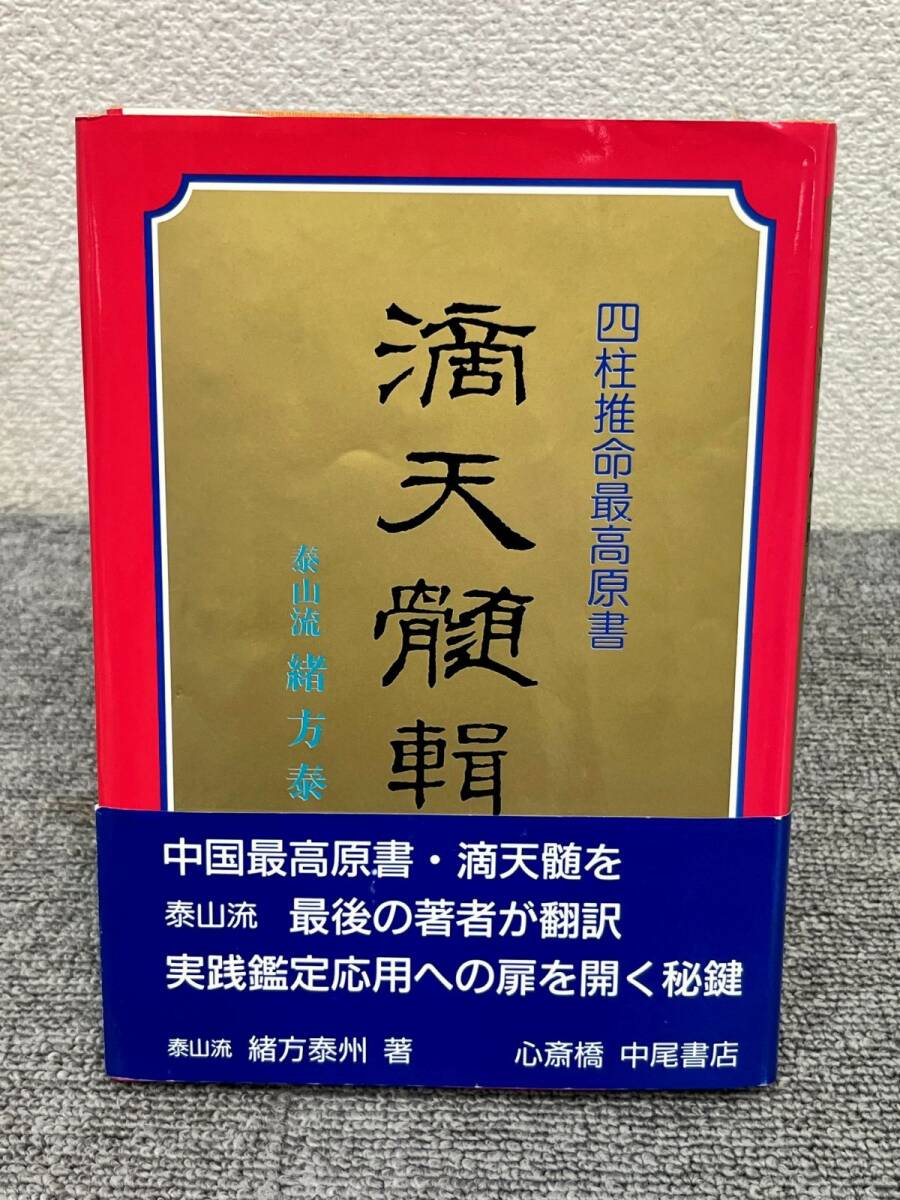 四柱推命最高原書
滴天髓輯
泰山流 緒方泰
中国最高原書・滴天髄を
泰山流 最後の著者が翻訳
実践鑑定応用への扉を開く秘鍵
泰山流 緒方泰州 著 心斎橋 中尾書店